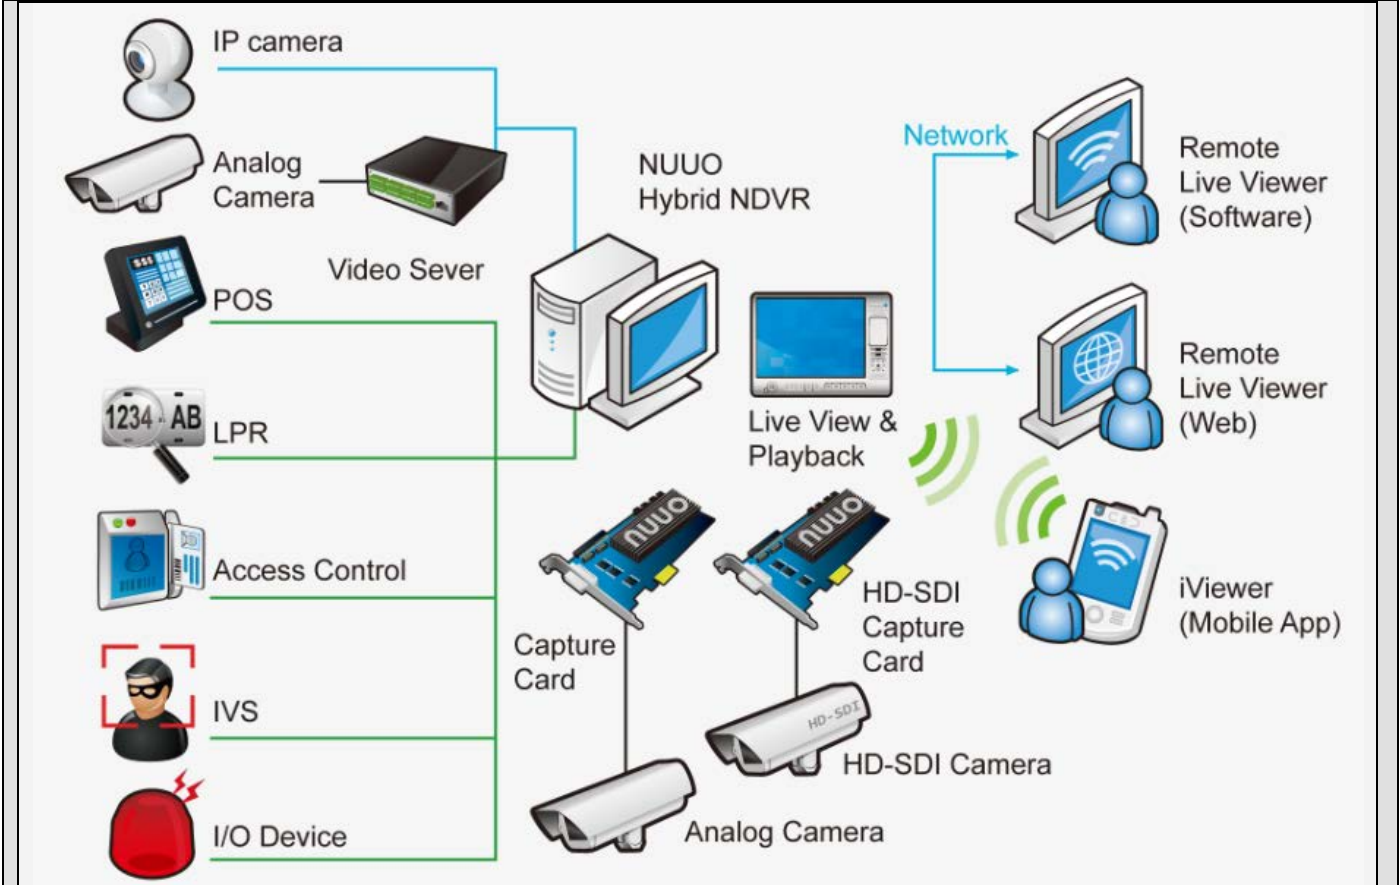 IP camera
Analog
Camera
Video Sever
NUUO
Hybrid NDVR
Network
Remote
Live Viewer
(Software)
POS
1234 AB
LPR
Live View &
Playback
Remote
Live Viewer
(Web)
nuuo
nuuo
Access Control
Capture
Card
HD-SDI
Capture
Card
iViewer
(Mobile App)
IVS
HD-SDI
HD-SDI Camera
I/O Device
Analog Camera